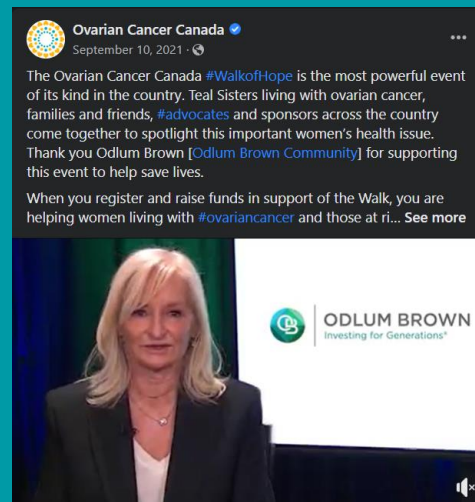 Ovarian Cancer Canada
September 10, 2021 ·
The Ovarian Cancer Canada #WalkofHope is the most powerful event
of its kind in the country. Teal Sisters living with ovarian cancer,
families and friends, #advocates and sponsors across the country
come together to spotlight this important women's health issue.
Thank you Odlum Brown [Odlum Brown Community] for supporting
this event to help save lives.
When you register and raise funds in support of the Walk, you are
helping women living with #ovariancancer and those at ri... See more
OB
ODLUM BROWN
Investing for Generations®